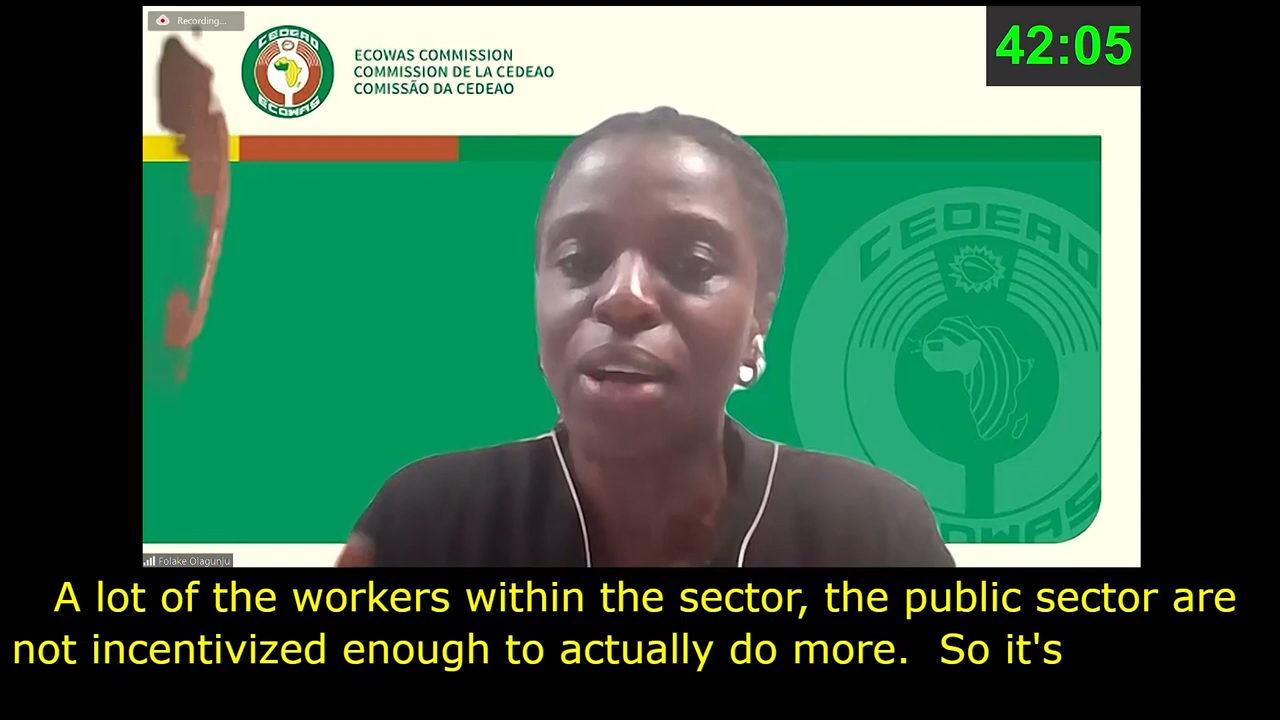 Recording...
CEDEAO
ECOWAS
ECOWAS COMMISSION
COMMISSION DE LA CEDEAO
COMISSÃO DA CEDEAO
42:05
CEDEAO
ECOWAS
Folake Olagunju
A lot of the workers within the sector, the public sector are
not incentivized enough to actually do more.  So it's